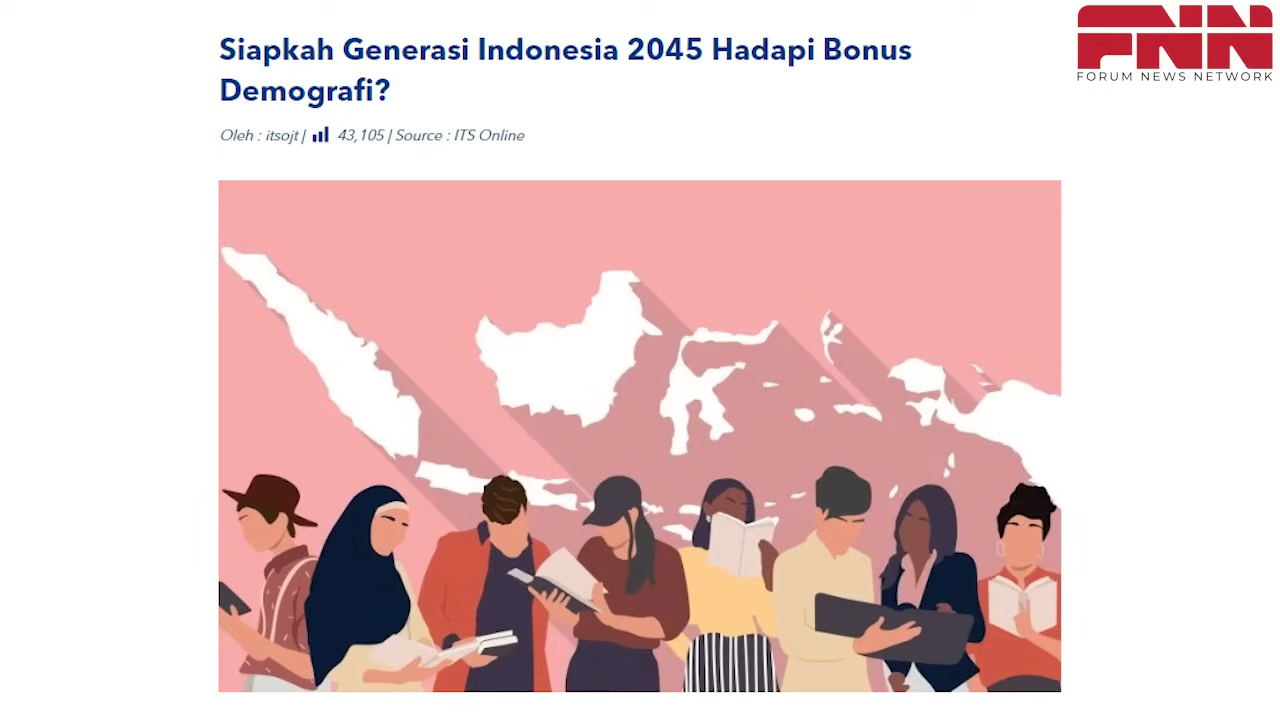 Siapkah Generasi Indonesia 2045 Hadapi Bonus
Demografi?
Oleh : itsojt | 43,105 | Source : ITS Online
FNN
FORUM NEWS NETWORK